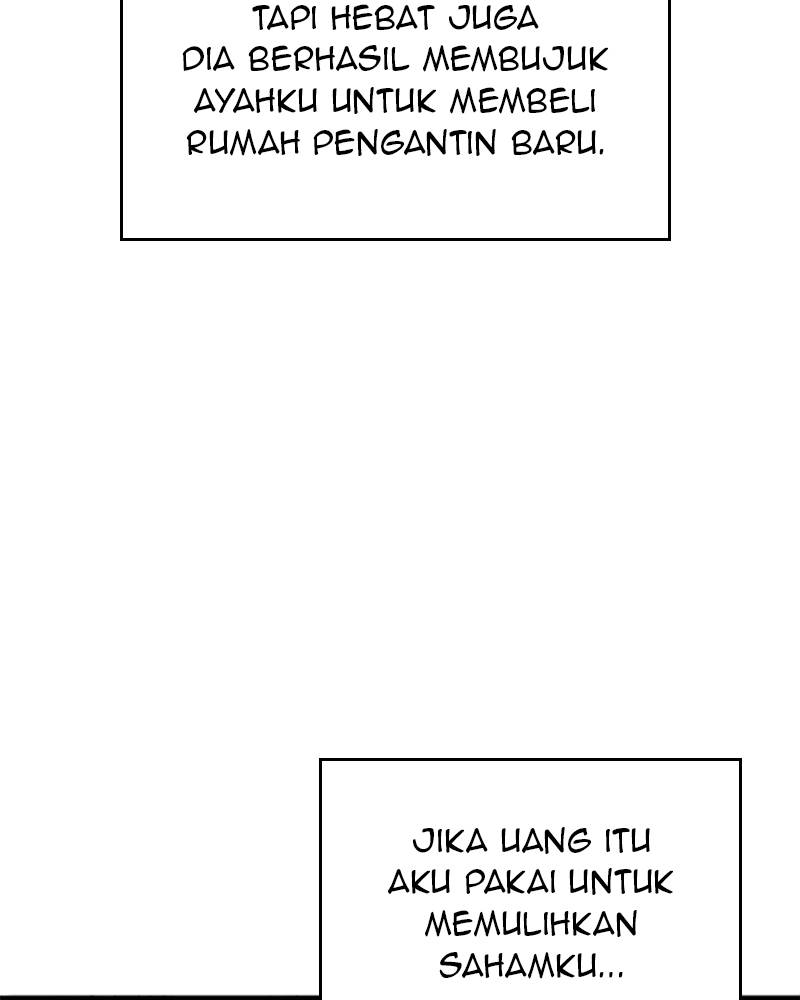 TAPI HEBAT JUGA
DIA BERHASIL MEMBUJUK
AYAHKU UNTUK MEMBELI
RUMAH PENGANTIN BARU.
JIKA UANG ITU
AKU PAKAI UNTUK
MEMULIHKAN
SAHAMKU...